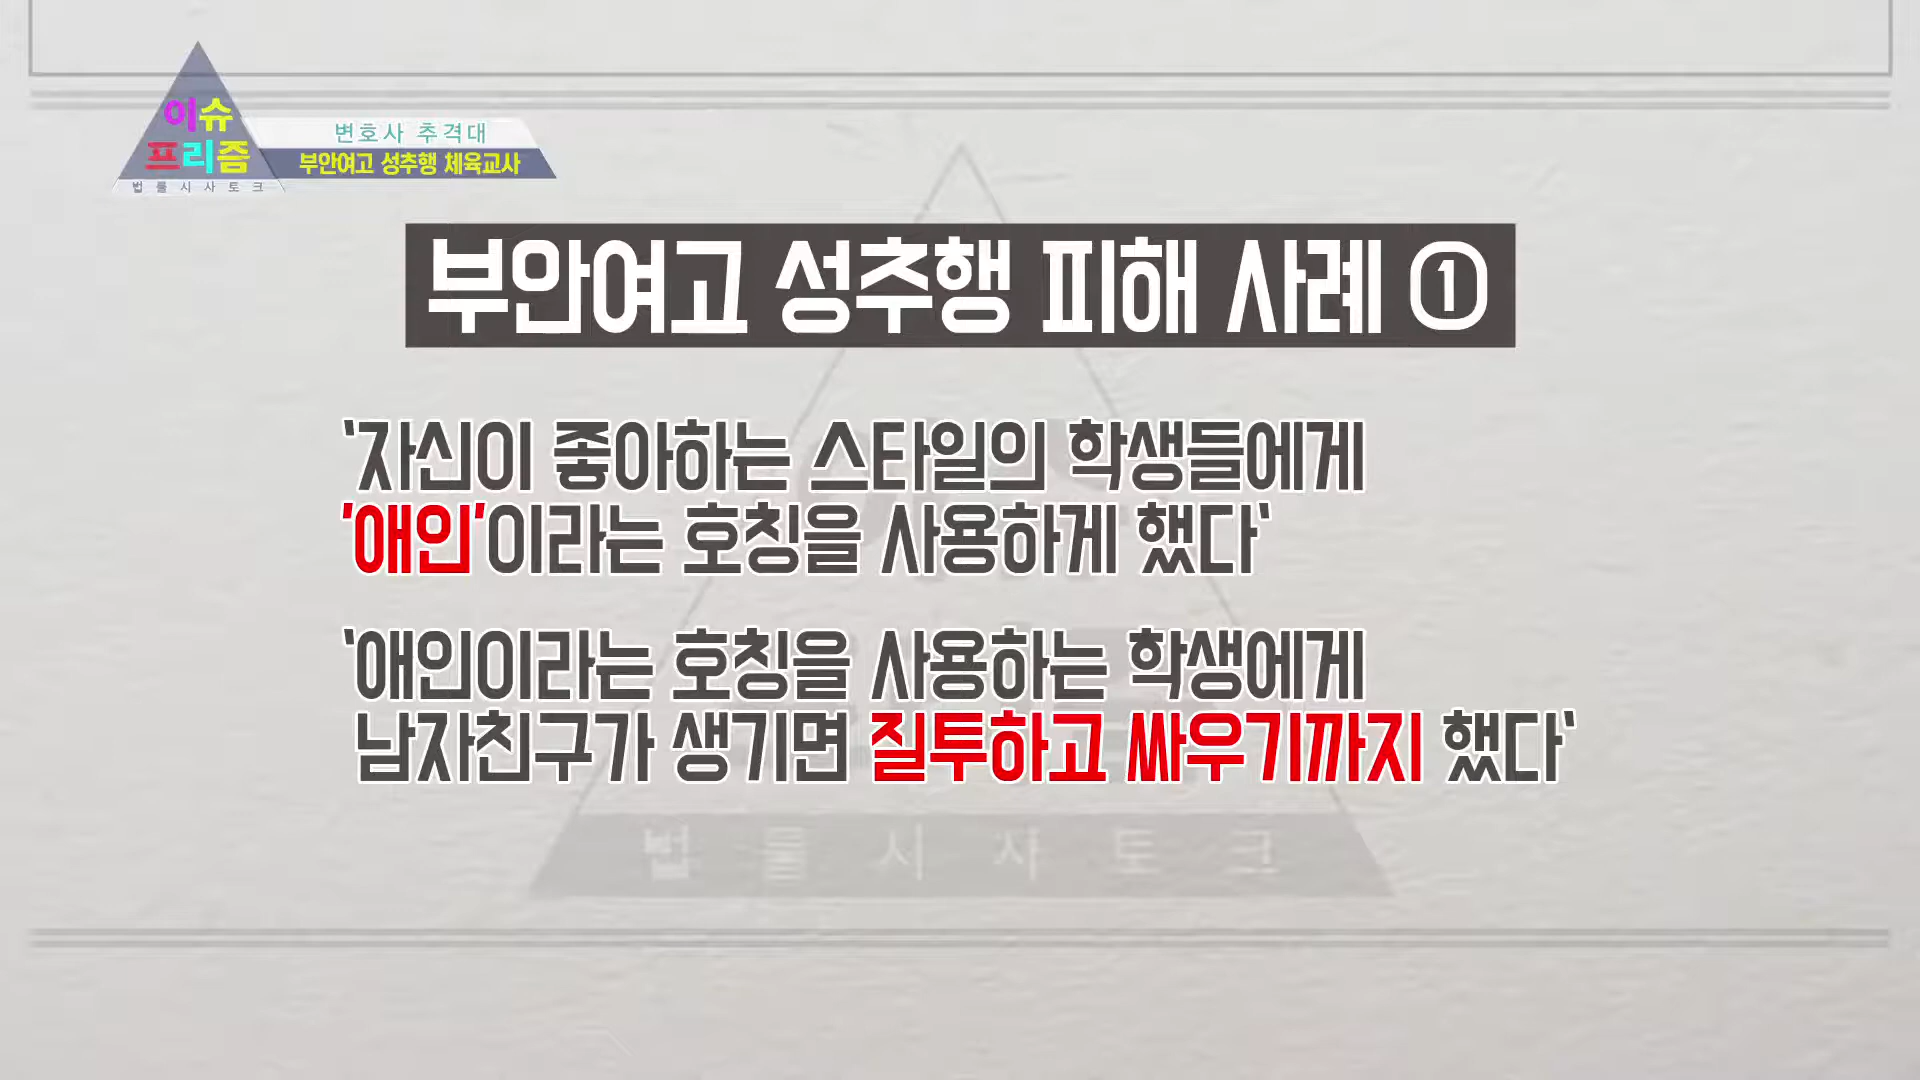 이슈
프리즘
법률시사토크
변호사 추격대
부안여고 성추행 체육교사
부안여고 성추행 피해 사례 ①
‘자신이 좋아하는 스타일의 학생들에게
'애인'이라는 호칭을 사용하게 했다‘
‘애인이라는 호칭을 사용하는 학생에게
남자친구가 생기면 질투하고 싸우기까지 했다‘
법률시사토크